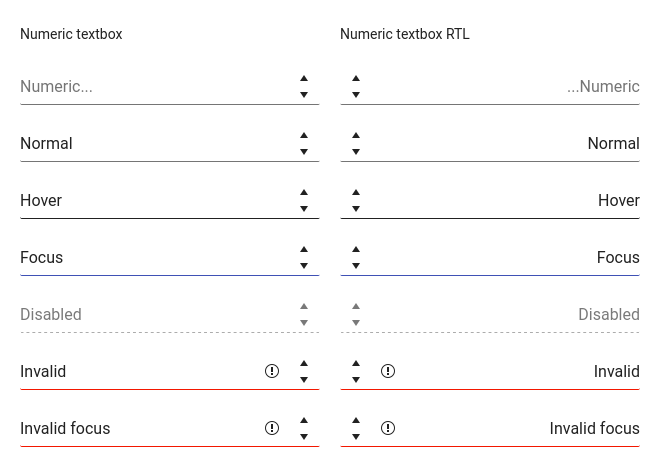 Numeric textbox
Numeric textbox RTL
Numeric...
...Numeric
Normal
Normal
Hover
Hover
Focus
Focus
Disabled
Disabled
Invalid
Invalid
Invalid focus
Invalid focus